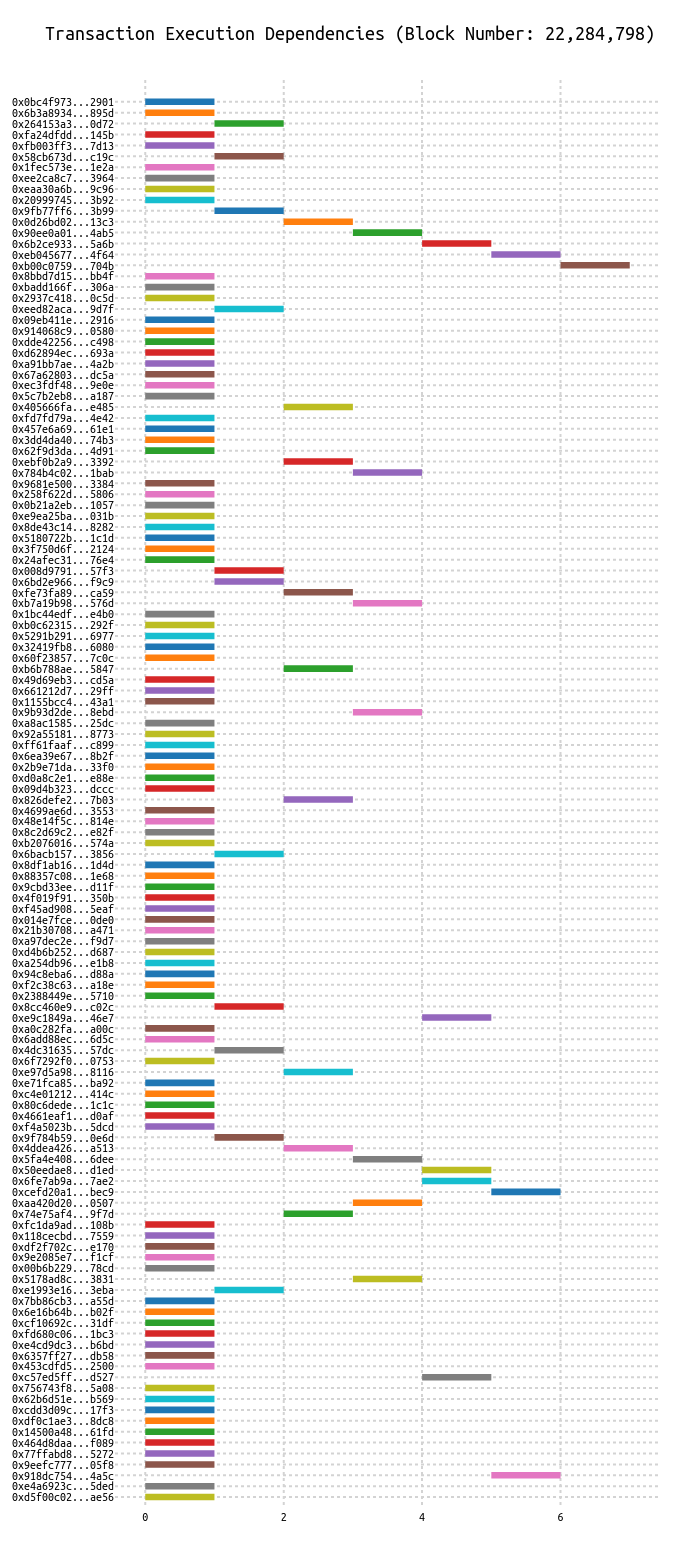 Transaction Execution Dependencies (Block Number: 22,284,798)
0x0bc4f973...2901
0x6b3a8934...895d
0x264153a3...0d72
0xfa24dfdd...145b
0xfb003ff3...7d13
0x58cb673d...c19c
0x1fec573e...1e2a
0xee2ca8c7...3964
0xeaa30a6b...9c96
0x20999745...3b92
0x9fb77ff6...3b99
0x0d26bd02...13c3
0x90ee0a01...4ab5
0x6b2ce933...5a6b
0xeb045677...4f64
0xb00c0759...704b
0x8bbd7d15...bb4f
0xbadd166f...306a
0x2937c418...0c5d
0xeed82aca...9d7f
0x09eb411e...2916
0x914068c9...0580
0xdde42256...c498
0xd62894ec...693a
0xa91bb7ae...4a2b
0x67a62803...dc5a
0xec3fdf48...9e0e
0x5c7b2eb8...a187
0x405666fa...e485
0xfd7fd79a...4e42
0x457e6a69...61e1
0x3dd4da40...74b3
0x62f9d3da...4d91
0xebf0b2a9...3392
0x784b4c02...1bab
0x9681e500...3384
0x258f622d...5806
0x0b21a2eb...1057
0xe9ea25ba...031b
0x8de43c14...8282
0x5180722b...1c1d
0x3f750d6f...2124
0x24afec31...76e4
0x008d9791...57f3
0x6bd2e966...f9c9
0xfe73fa89...ca59
0xb7a19b98...576d
0x1bc44edf...e4b0
0xb0c62315...292f
0x5291b291...6977
0x32419fb8...6080
0x60f23857...7c0c
0xb6b788ae...5847
0x49d69eb3...cd5a
0x661212d7...29ff
0x1155bcc4...43a1
0x9b93d2de...8ebd
0xa8ac1585...25dc
0x92a55181...8773
0xff61faaf...c899
0x6ea39e67...8b2f
0x2b9e71da...33f0
0xd0a8c2e1...e88e
0x09d4b323...dccc
0x826defe2...7b03
0x4699ae6d...3553
0x48e14f5c...814e
0x8c2d69c2...e82f
0xb2076016...574a
0x6bacb157...3856
0x8df1ab16...1d4d
0x88357c08...1e68
0x9cbd33ee...d11f
0x4f019f91...350b
0xf45ad908...5eaf
0x014e7fce...0de0
0x21b30708...a471
0xa97dec2e...f9d7
0xd4b6b252...d687
0xa254db96...e1b8
0x94c8eba6...d88a
0xf2c38c63...a18e
0x2388449e...5710
0x8cc460e9...c02c
0xe9c1849a...46e7
0xa0c282fa...a00c
0x6add88ec...6d5c
0x4dc31635...57dc
0x6f7292f0...0753
0xe97d5a98...8116
0xe71fca85...ba92
0xc4e01212...414c
0x80c6dede...1c1c
0x4661eaf1...d0af
0xf4a5023b...5dcd
0x9f784b59...0e6d
0x4ddea426...a513
0x5fa4e408...6dee
0x50eedae8...d1ed
0x6fe7ab9a...7ae2
0xcefd20a1...bec9
0xaa420d20...0507
0x74e75af4...9f7d
0xfc1da9ad...108b
0x118cecbd...7559
0xdf2f702c...e170
0x9e2085e7...f1cf
0x00b6b229...78cd
0x5178ad8c...3831
0xe1993e16...3eba
0x7bb86cb3...a55d
0x6e16b64b...b02f
0xcf10692c...31df
0xfd680c06...1bc3
0xe4cd9dc3...b6bd
0x6357ff27...db58
0x453cdfd5...2500
0xc57ed5ff...d527
0x756743f8...5a08
0x62b6d51e...b569
0xcdd3d09c...17f3
0xdf0c1ae3...8dc8
0x14500a48...61fd
0x464d8daa...f089
0x77ffabd8...5272
0x9eefc777...05f8
0x918dc754...4a5c
0xe4a6923c...5ded
0xd5f00c02...ae56
0 2 4 6